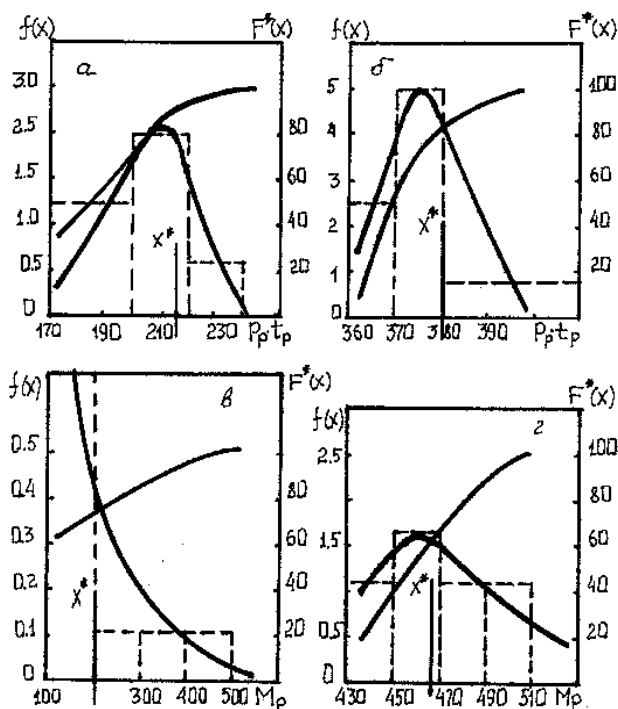 f(x) F*(x)
а
3.0
2.5 80
1.5 60
X*
1.0 40
0.5 20
0
170 190 210 230 Pp·tp
f(x) F*(x)
б
5 100
4 80
3 60
X*
2 40
1 20
0
360 370 380 390 Pp·tp
f(x) F*(x)
в
0.5
0.4 80
0.3 60
0.2 40
X*
0.1 20
0
100 300 400 500 Mp
f(x) F*(x)
г
2.5 100
80
1.5 60
X* 40
0.5 20
0
430 450 470 490 510 Mp